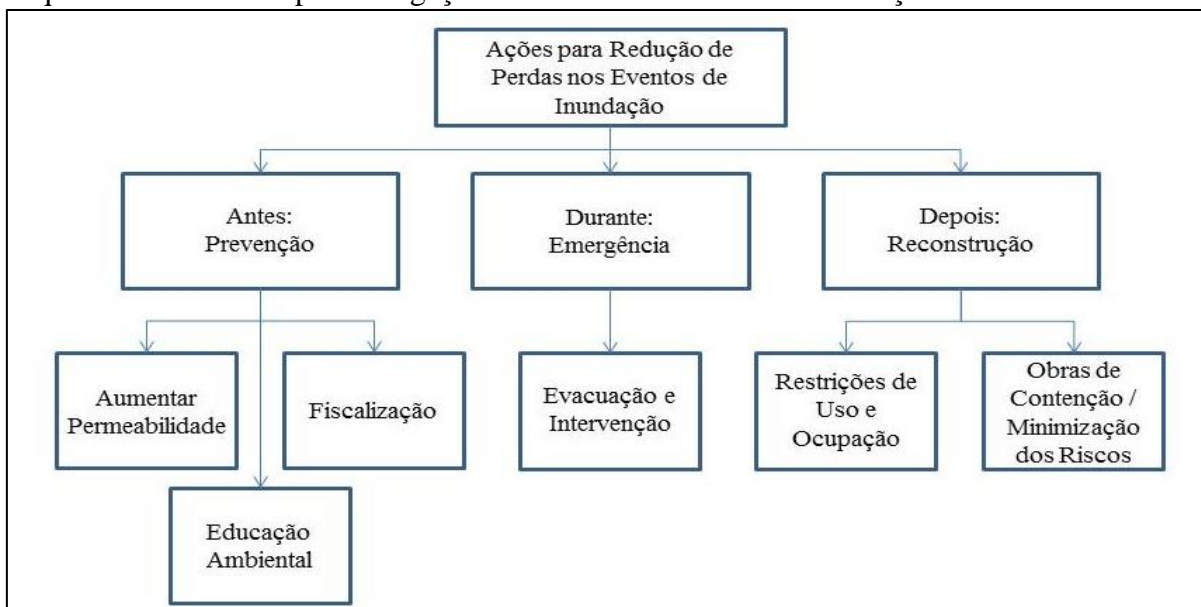 Ações para Redução de
Perdas nos Eventos de
Inundação
Antes:
Prevenção
Durante:
Emergência
Depois:
Reconstrução
Aumentar
Permeabilidade
Fiscalização
Evacuação e
Intervenção
Restrições de
Uso e
Ocupação
Obras de
Contenção /
Minimização
dos Riscos
Educação
Ambiental